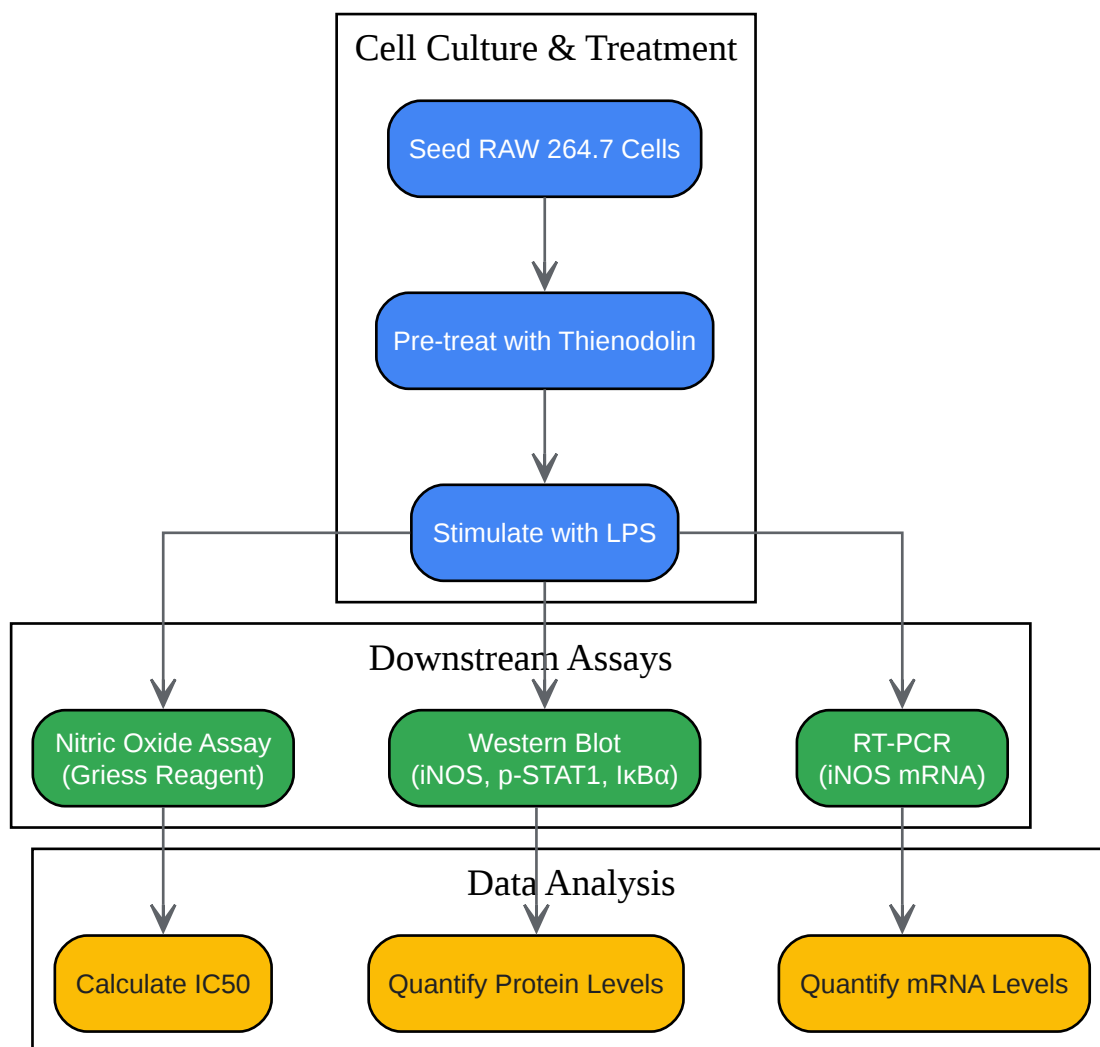 Cell Culture & Treatment
Seed RAW 264.7 Cells
Pre-treat with Thienodolin
Stimulate with LPS
Downstream Assays
Nitric Oxide Assay
(Griess Reagent)
Western Blot
(iNOS, p-STAT1, IκBα)
RT-PCR
(iNOS mRNA)
Data Analysis
Calculate IC50
Quantify Protein Levels
Quantify mRNA Levels